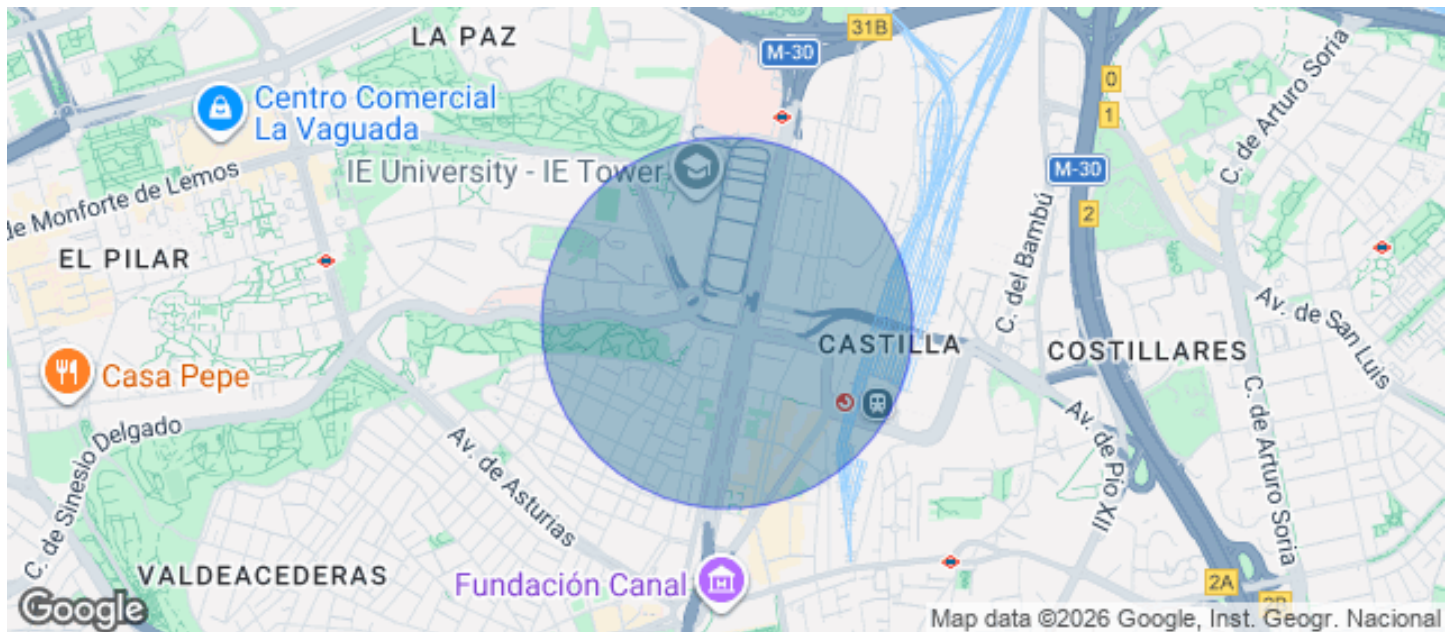 LA PAZ
31B
M-30
Centro Comercial
La Vaguada
0
1
C. de Arturo Soria
IE University - IE Tower
M-30
2
de Monforte de Lemos
EL PILAR
C. del Bambú
Av. de San Luis
CASTILLA
COSTILLARES
Casa Pepe
C. de Sinesio Delgado
Av. de Asturias
Av. de Pío XII
C. de Arturo Soria
VALDEACEDERAS
Fundación Canal
2A
2B
Google
Map data ©2026 Google, Inst. Geogr. Nacional